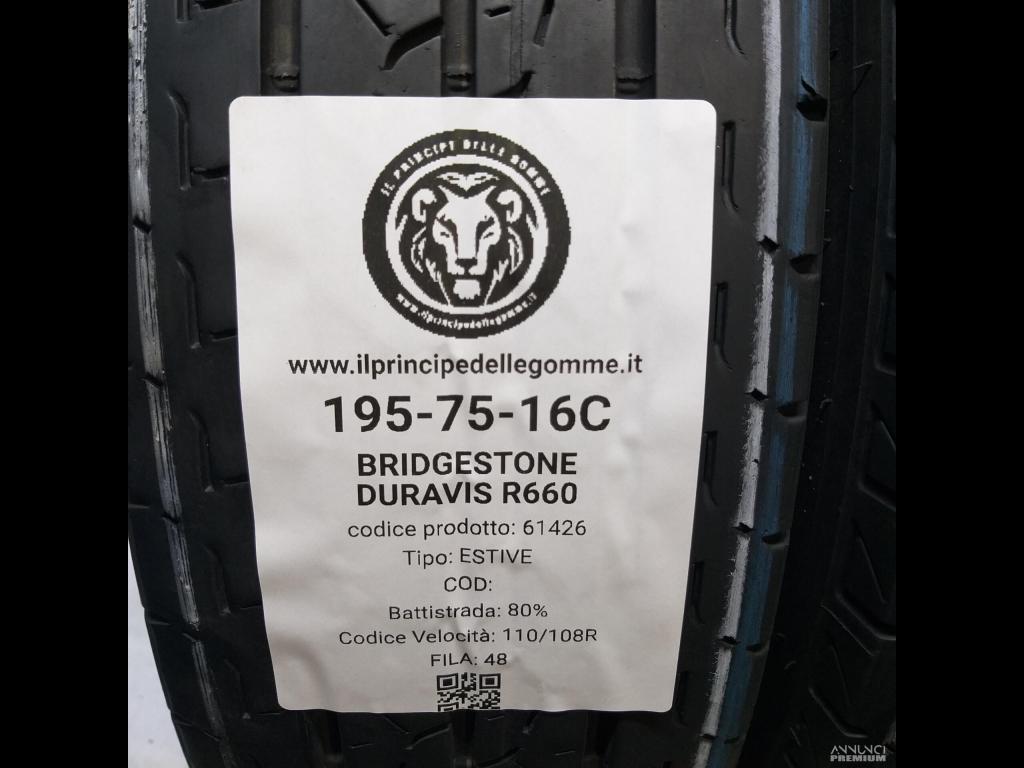 IL PRINCIPE DELLE GOMME
www.ilprincipedellegomme.it
www.ilprincipedellegomme.it
195-75-16C
BRIDGESTONE
DURAVIS R660
codice prodotto: 61426
Tipo: ESTIVE
COD:
Battistrada: 80%
Codice Velocità: 110/108R
FILA: 48
ANNUNCI
PREMIUM